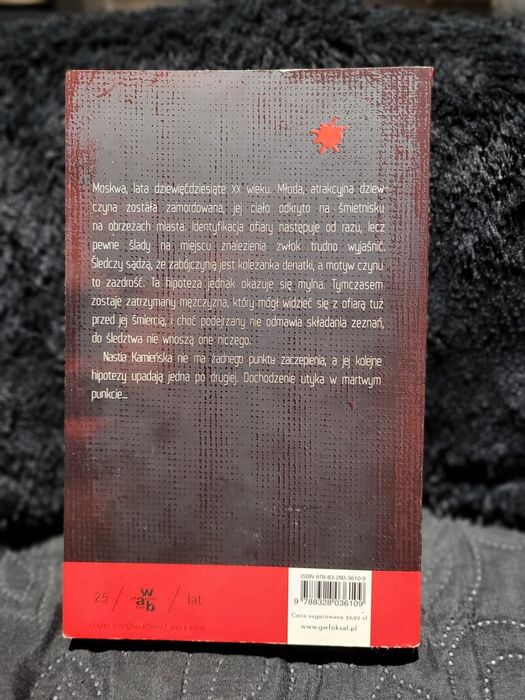 Moskwa, lata dziewięćdziesiąte XX wieku. Młoda, atrakcyjna dziew-
czyna została zamordowana, jej ciało odkryto na śmietnisku
na obrzeżach miasta. Identyfikacja ofiary następuje od razu, lecz
pewne ślady na miejscu znalezienia zwłok trudno wyjaśnić.
Śledczy sądzą, że zabójczynią jest koleżanka denatki, a motyw czynu
to zazdrość. Ta hipoteza jednak okazuje się mylna. Tymczasem
zostaje zatrzymany mężczyzna, który mógł widzieć się z ofiarą tuż
przed jej śmiercią, i choć podejrzany nie odmawia składania zeznań,
do śledztwa nie wnoszą one niczego.
Nastia Kamieńska nie ma żadnego punktu zaczepienia, a jej kolejne
hipotezy upadają jedna po drugiej. Dochodzenie utyka w martwym
punkcie...
25 / wab / lat
KSIĄŻKA DOSTĘPNA RÓWNIEŻ JAKO E-BOOK
ISBN 978-83-280-3610-9
9 788328 036109
Cena sugerowana 39,99 zł
www.gwfoksal.pl